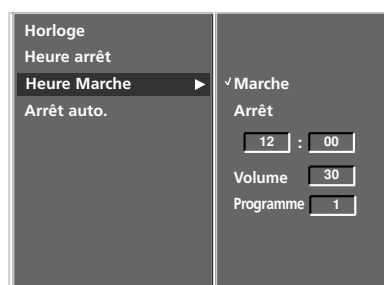 Horloge
Heure arrêt
Heure Marche
Arrêt auto.
Marche
Arrêt
12 : 00
Volume 30
Programme 1